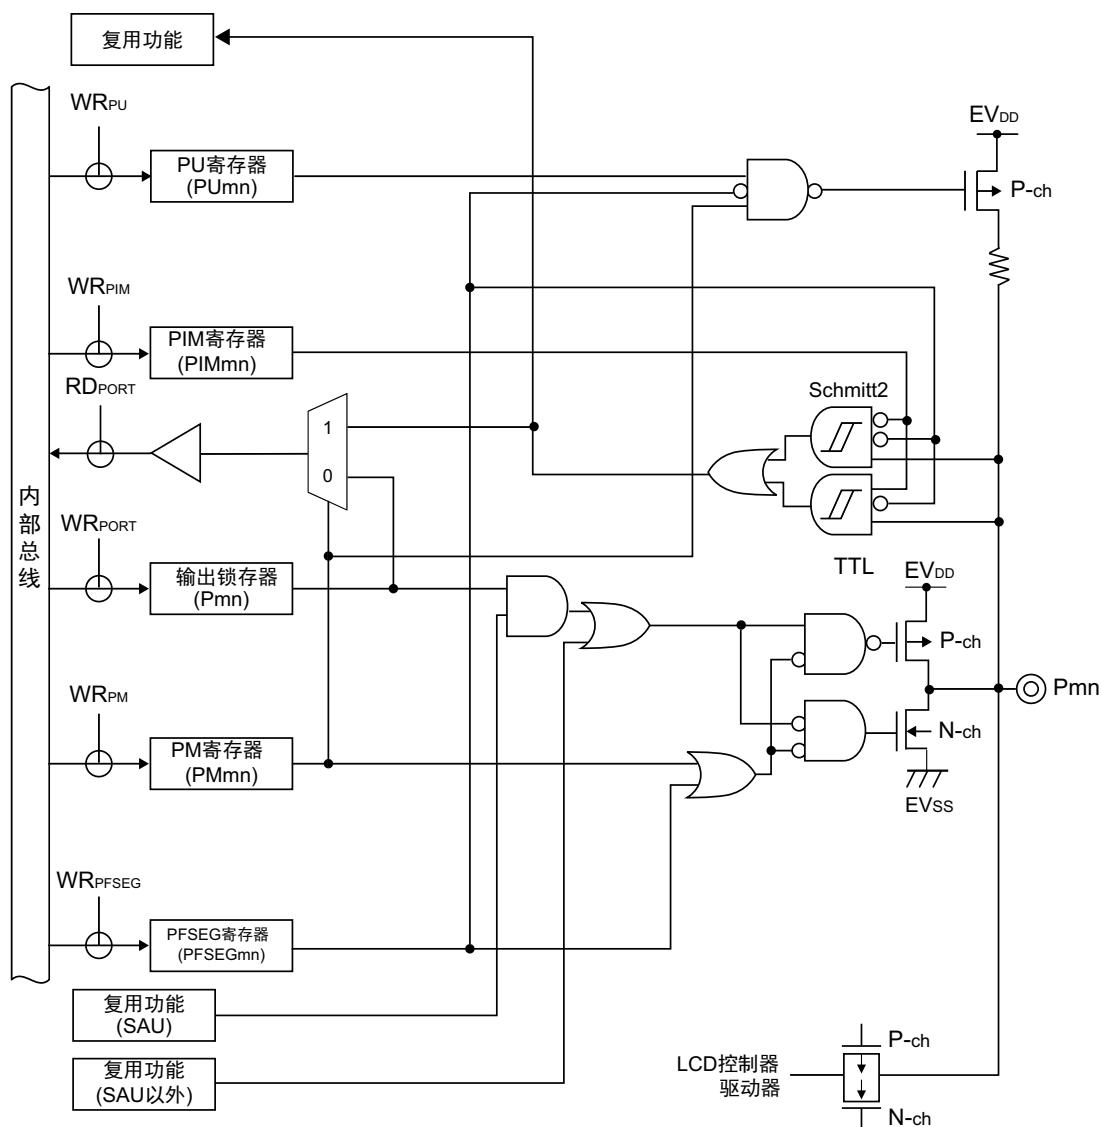 复用功能
WRPU
PU寄存器
(PUmn)
EVDD
P-ch
WRPIM
PIM寄存器
(PIMmn)
RDPORT
1
0
Schmitt2
TTL
内
部
总
线
WRPORT
输出锁存器
(Pmn)
EVDD
P-ch
Pmn
N-ch
EVSS
WRPM
PM寄存器
(PMmn)
WRPFSEG
PFSEG寄存器
(PFSEGmn)
复用功能
(SAU)
复用功能
(SAU以外)
LCD控制器
驱动器
P-ch
N-ch